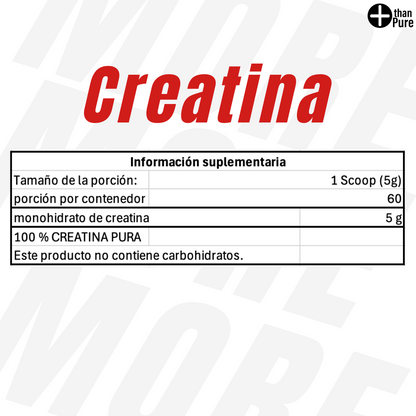 than
Pure
Creatina
Información suplementaria
Tamaño de la porción: 1 Scoop (5g)
porción por contenedor 60
monohidrato de creatina 5 g
100 % CREATINA PURA
Este producto no contiene carbohidratos.
MORE
MORE
MORE
MORE